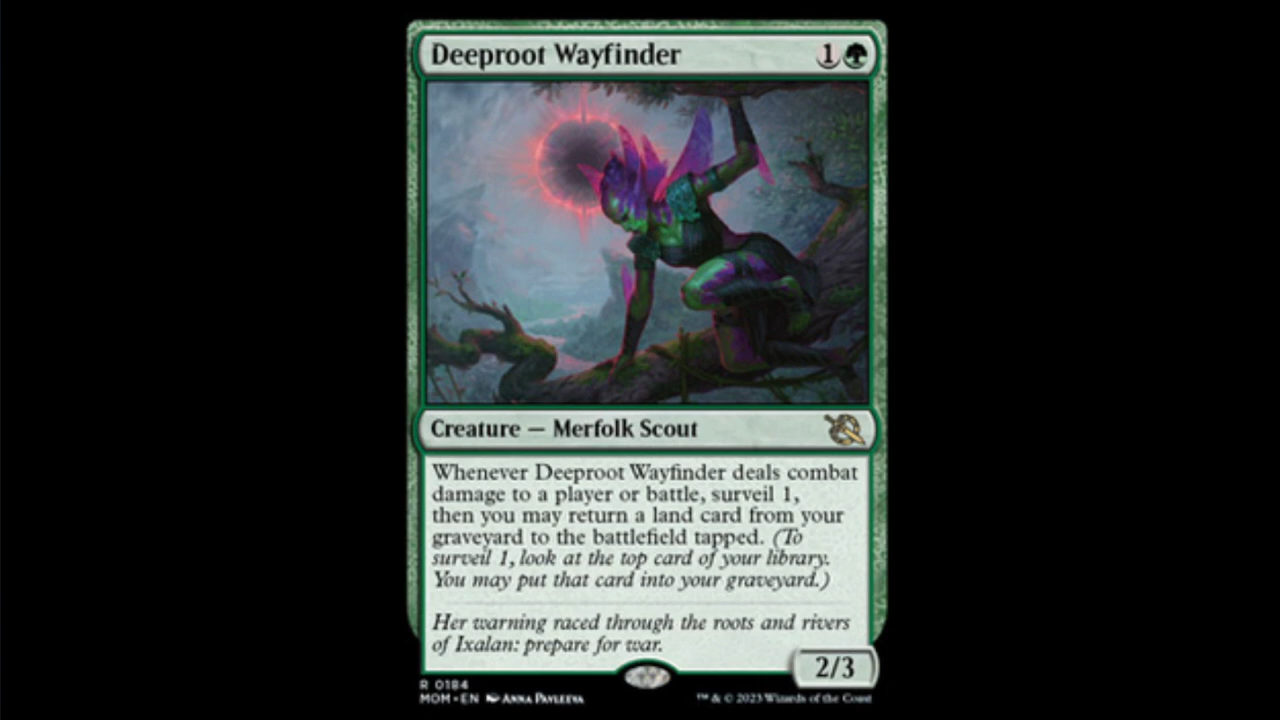 Deeproot Wayfinder 1
Creature — Merfolk Scout
Whenever Deeproot Wayfinder deals combat
damage to a player or battle, surveil 1,
then you may return a land card from your
graveyard to the battlefield tapped. (To
surveil 1, look at the top card of your library.
You may put that card into your graveyard.)
Her warning raced through the roots and rivers
of Ixalan: prepare for war.
2/3
R 0184
MOM • EN Anna Pavleeva
™ & © 2023 Wizards of the Coast